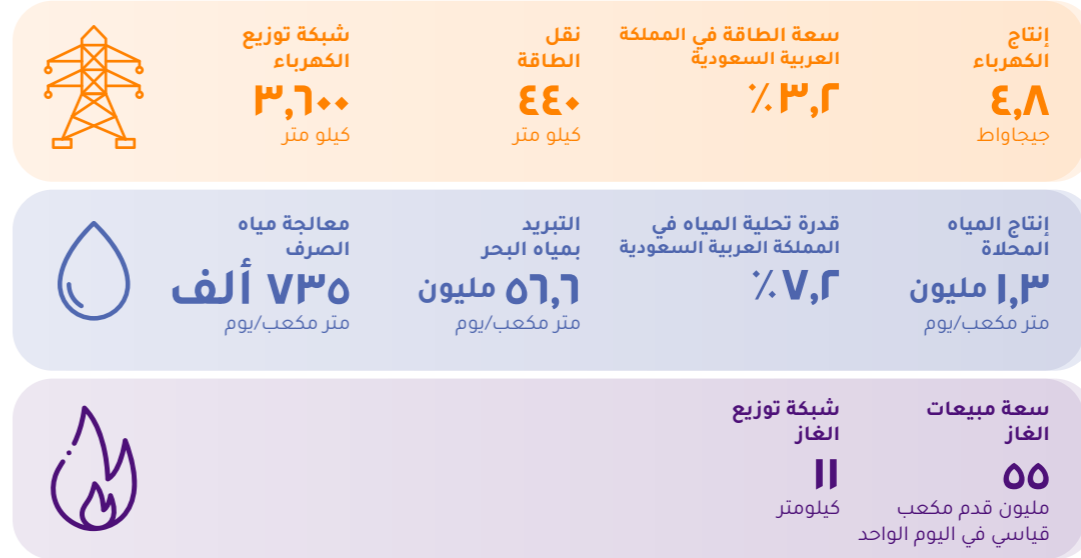 إنتاج
الكهرباء
٤,٨
جيجاواط
سعة الطاقة في المملكة
العربية السعودية
٣,٢٪
نقل
الطاقة
٤٤٠
كيلو متر
شبكة توزيع
الكهرباء
٣,٦٠٠
كيلو متر
إنتاج المياه
المحلاة
١,٣ مليون
متر مكعب/يوم
قدرة تحلية المياه في
المملكة العربية السعودية
٧,٢٪
التبريد
بمياه البحر
٥٦,٦ مليون
متر مكعب/يوم
معالجة مياه
الصرف
٧٣٥ ألف
متر مكعب/يوم
سعة مبيعات
الغاز
٥٥
مليون قدم مكعب
قياسي في اليوم الواحد
شبكة توزيع
الغاز
١١
كيلومتر